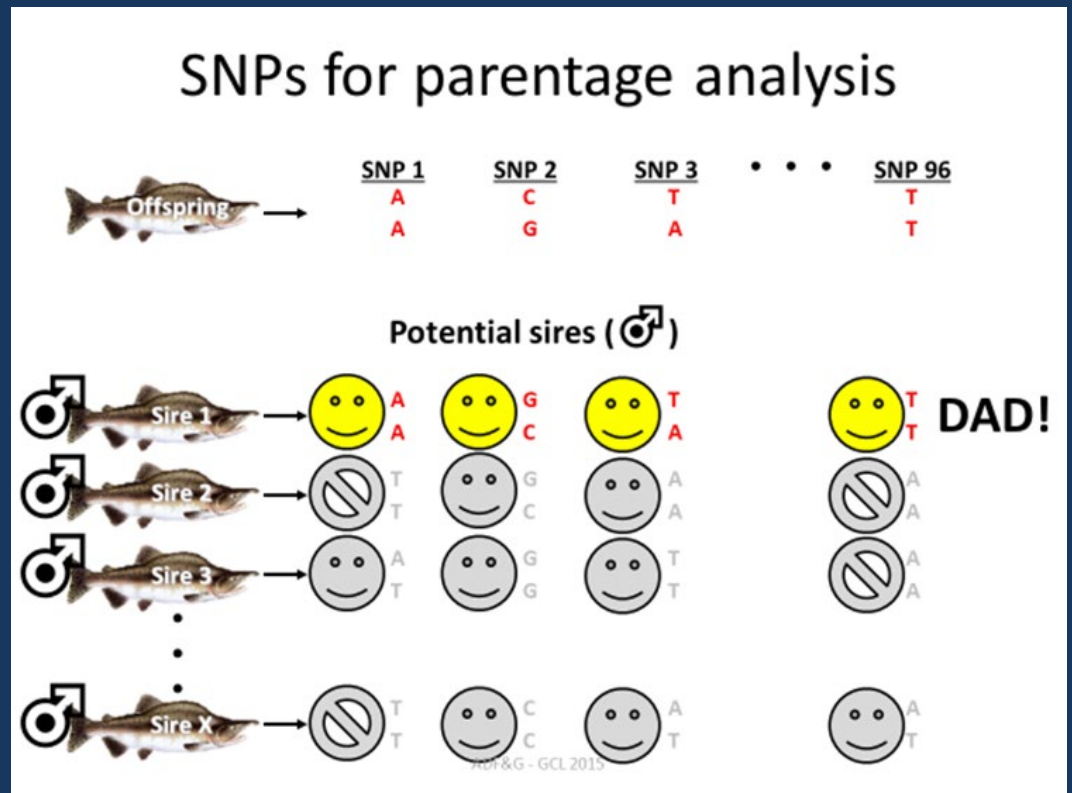 SNPs for parentage analysis
SNP 1 SNP 2 SNP 3 • • • SNP 96
Offspring A C T T
A G A T
Potential sires (♂)
Sire 1 A G T T DAD!
A C A T
Sire 2 T G A A
T C A A
Sire 3 A G T A
T G T A
Sire X T C A A
T C T T
ADF&G - GCL 2015